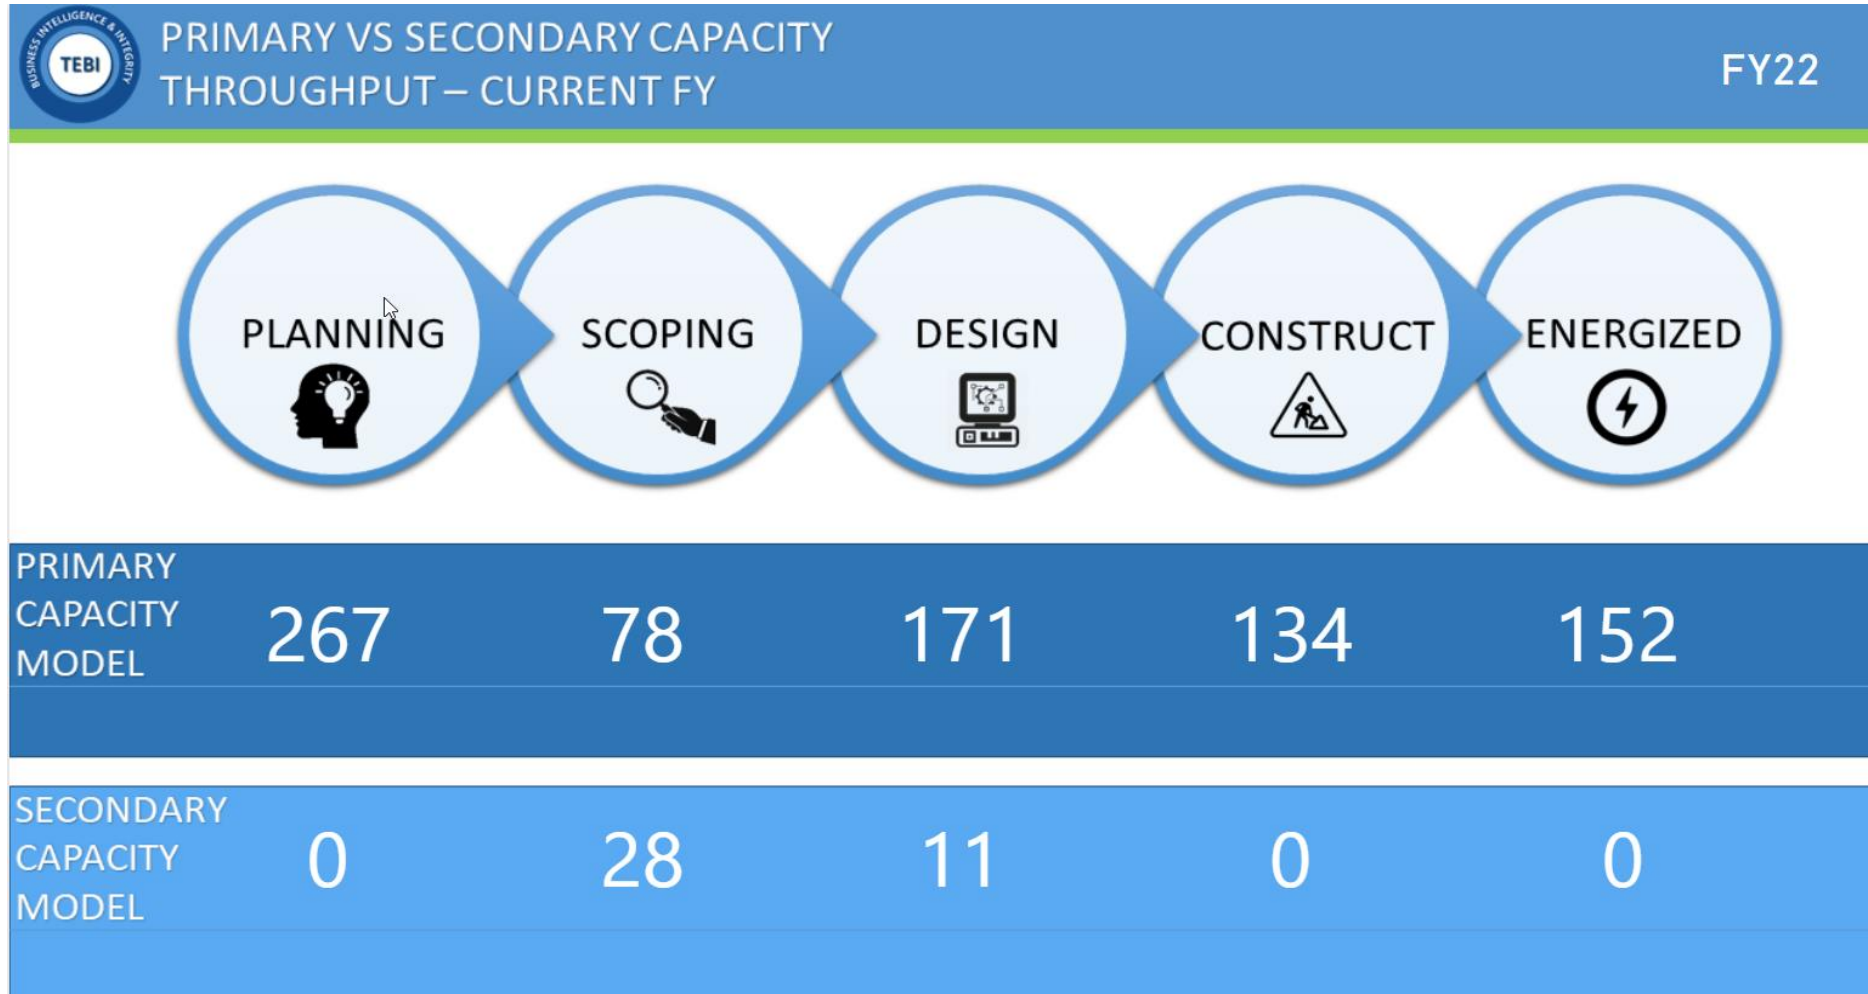 BUSINESS INTELLIGENCE & INTEGRITY
TEBI
PRIMARY VS SECONDARY CAPACITY
THROUGHPUT – CURRENT FY
FY22
PLANNING
SCOPING
DESIGN
CONSTRUCT
ENERGIZED
PRIMARY
CAPACITY
MODEL
267
78
171
134
152
SECONDARY
CAPACITY
MODEL
0
28
11
0
0